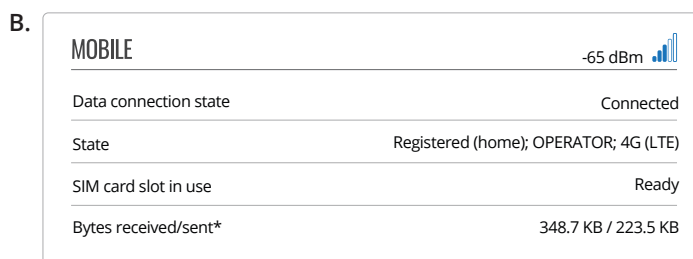 B.
MOBILE -65 dBm
Data connection state Connected
State Registered (home); OPERATOR; 4G (LTE)
SIM card slot in use Ready
Bytes received/sent* 348.7 KB / 223.5 KB